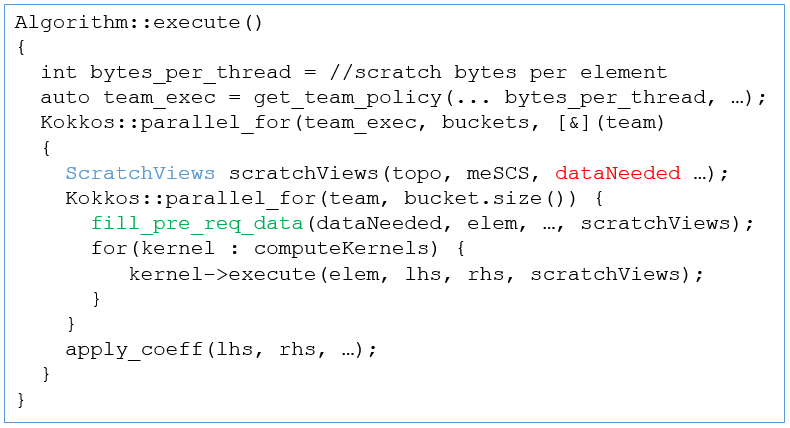 Algorithm::execute()
{
  int bytes_per_thread = //scratch bytes per element
  auto team_exec = get_team_policy(... bytes_per_thread, …);
  Kokkos::parallel_for(team_exec, buckets, [&](team)
  {
    ScratchViews scratchViews(topo, meSCS, dataNeeded …);
    Kokkos::parallel_for(team, bucket.size()) {
      fill_pre_req_data(dataNeeded, elem, …, scratchViews);
      for(kernel : computeKernels) {
         kernel->execute(elem, lhs, rhs, scratchViews);
      }
    }
    apply_coeff(lhs, rhs, …);
  }
}